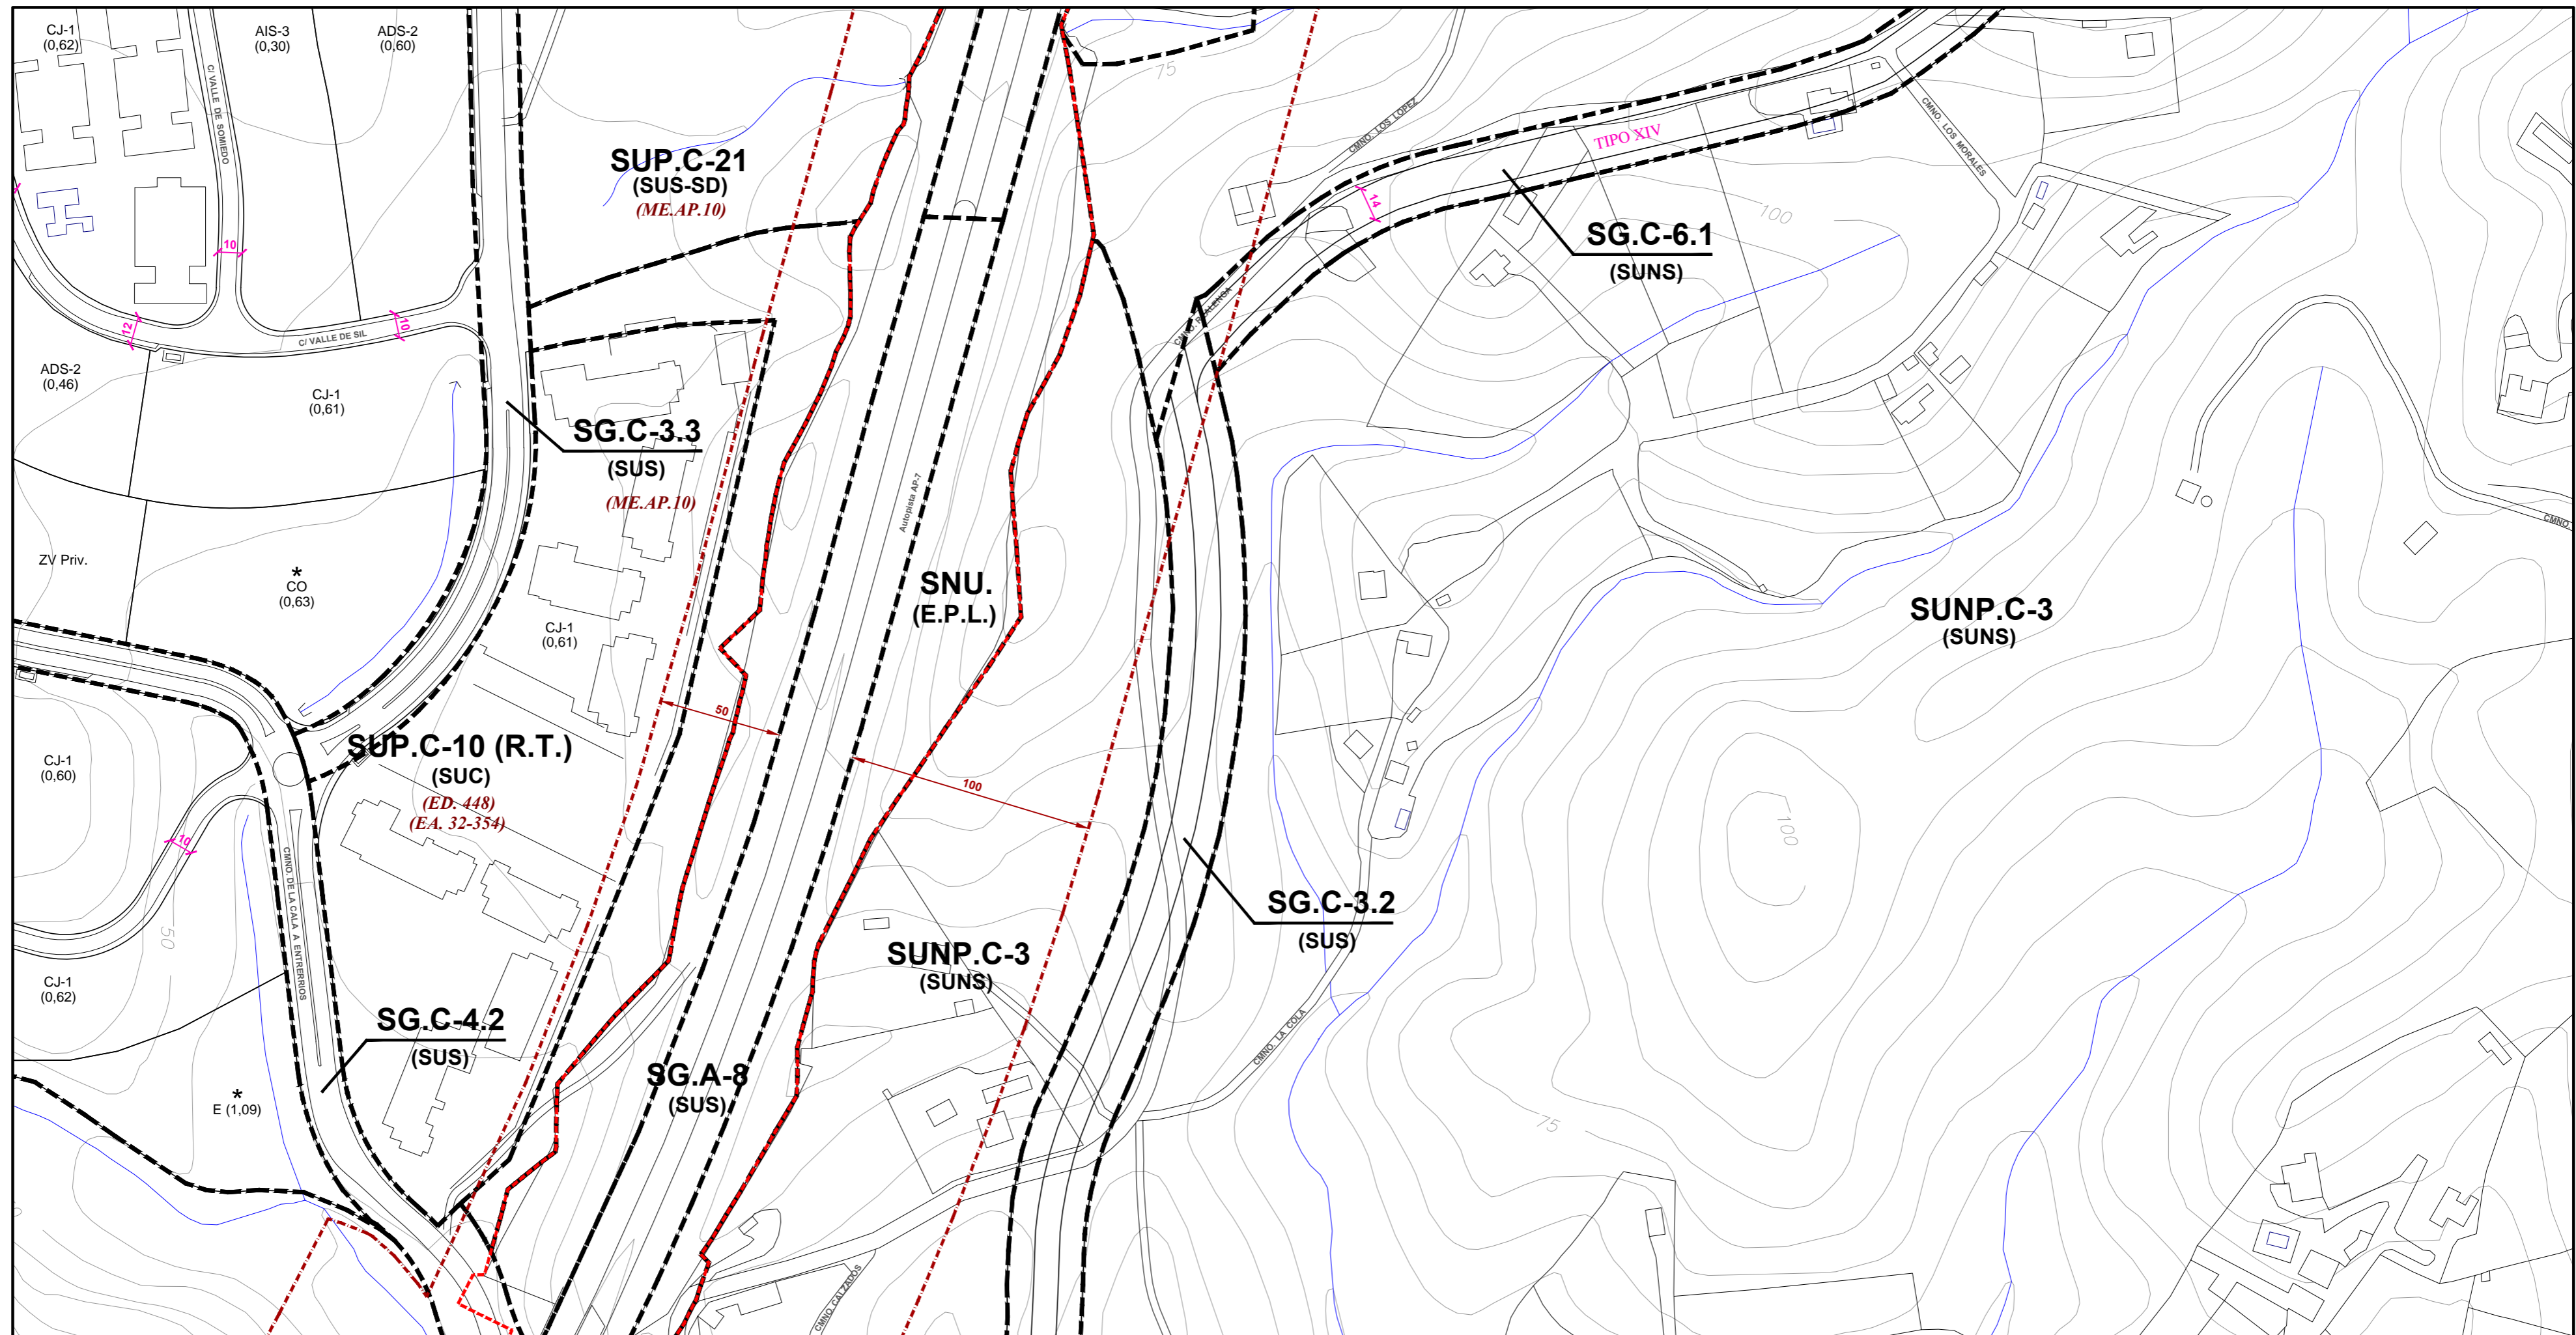 CJ-1
(0,62)
AIS-3
(0,30)
ADS-2
(0,60)
C/ VALLE DE SOMIEDO
75
CMNO. LOS LOPEZ
TIPO XIV
CMNO. LOS MORALES
SUP.C-21
(SUS-SD)
(ME.AP.10)
14
100
10
SG.C-6.1
(SUNS)
12
C/ VALLE DE SIL
10
CMNO. REALENGA
ADS-2
(0,46)
CJ-1
(0,61)
SG.C-3.3
(SUS)
(ME.AP.10)
Autopista AP-7
CMNO.
ZV Priv.
*
CO
(0,63)
SNU.
(E.P.L.)
CJ-1
(0,61)
SUNP.C-3
(SUNS)
50
SUP.C-10 (R.T.)
(SUC)
(ED. 448)
(EA. 32-354)
CJ-1
(0,60)
100
10
100
CMNO. DE LA CALA A ENTRERRIOS
50
SG.C-3.2
(SUS)
SUNP.C-3
(SUNS)
CJ-1
(0,62)
SG.C-4.2
(SUS)
CMNO. LA COLA
SG.A-8
(SUS)
*
E (1,09)
75
CMNO. CALZADOS